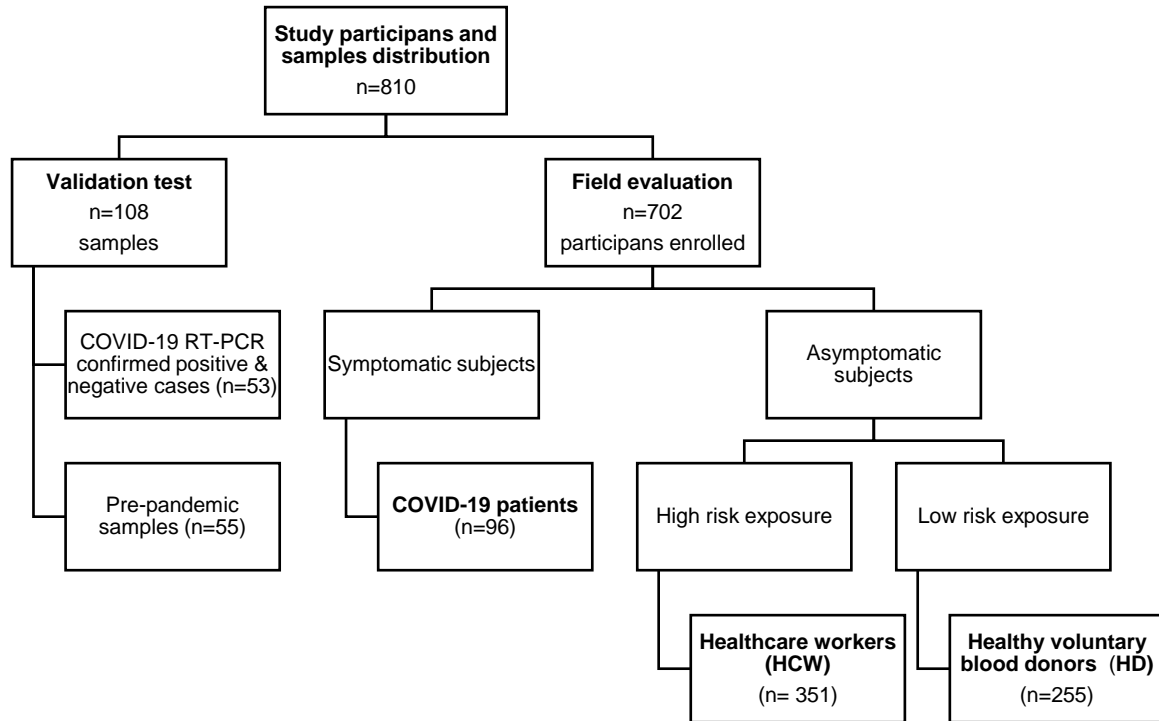 Study participans and
samples distribution
n=810
Validation test
n=108
samples
Field evaluation
n=702
participans enrolled
COVID-19 RT-PCR
confirmed positive &
negative cases (n=53)
Symptomatic subjects
Asymptomatic
subjects
Pre-pandemic
samples (n=55)
COVID-19 patients
(n=96)
High risk exposure
Low risk exposure
Healthcare workers
(HCW)
(n= 351)
Healthy voluntary
blood donors (HD)
(n=255)